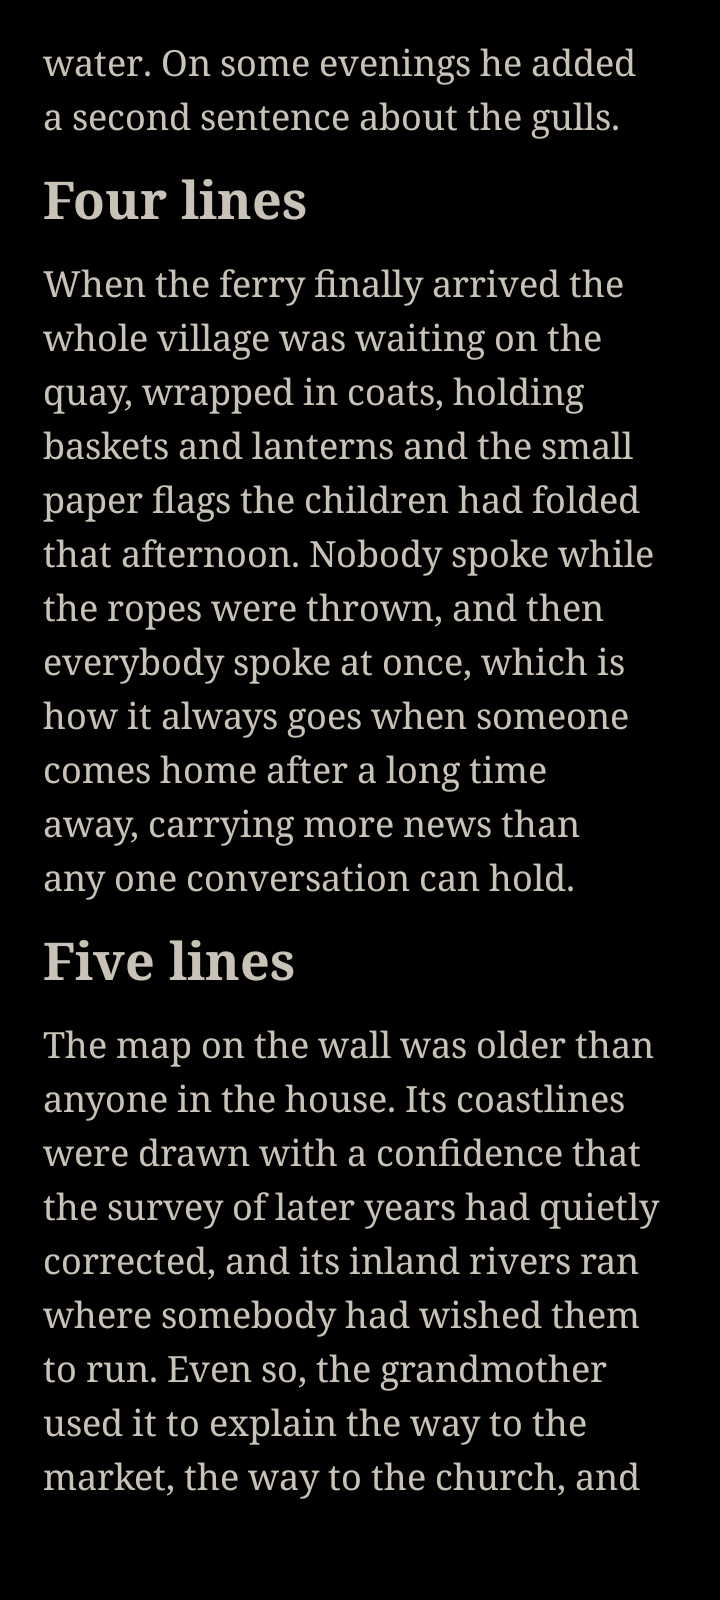 water. On some evenings he added
a second sentence about the gulls.
Four lines
When the ferry finally arrived the
whole village was waiting on the
quay, wrapped in coats, holding
baskets and lanterns and the small
paper flags the children had folded
that afternoon. Nobody spoke while
the ropes were thrown, and then
everybody spoke at once, which is
how it always goes when someone
comes home after a long time
away, carrying more news than
any one conversation can hold.
Five lines
The map on the wall was older than
anyone in the house. Its coastlines
were drawn with a confidence that
the survey of later years had quietly
corrected, and its inland rivers ran
where somebody had wished them
to run. Even so, the grandmother
used it to explain the way to the
market, the way to the church, and